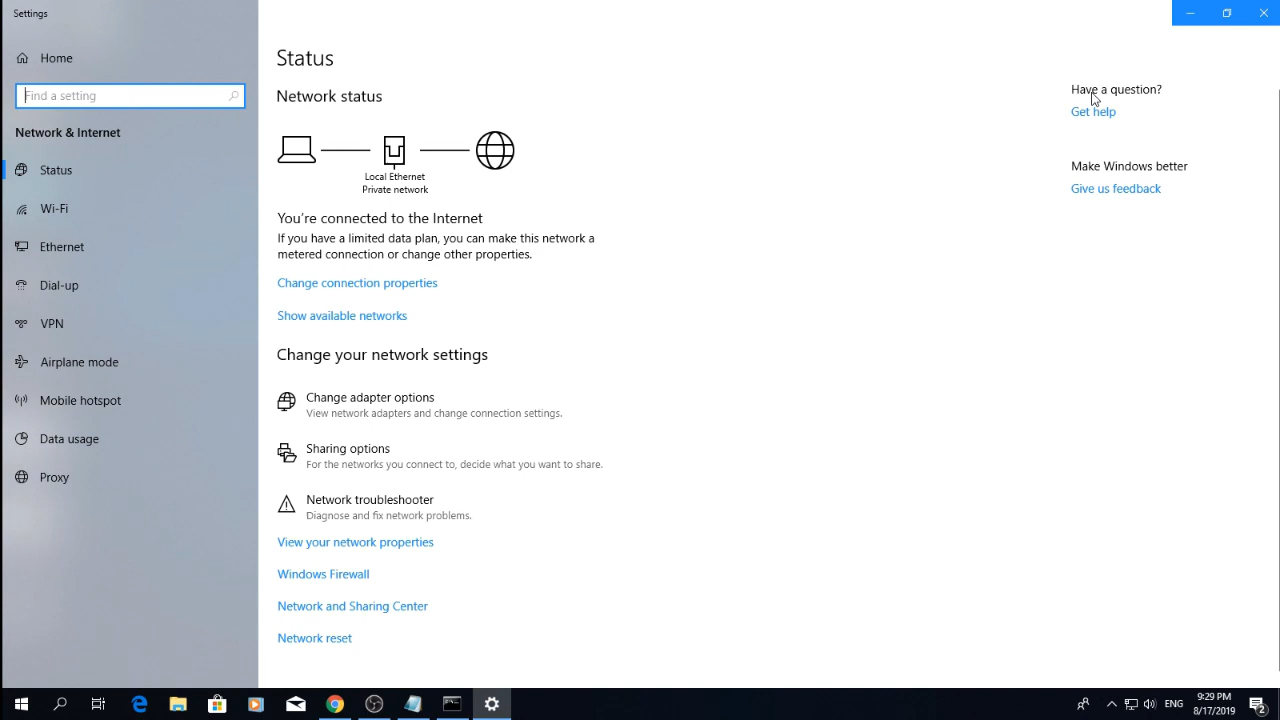 Settings
Home
Find a setting
Network & Internet
Status
Wi-Fi
Ethernet
Dial-up
VPN
Airplane mode
Mobile hotspot
Data usage
Proxy
Status
Network status
Local Ethernet
Private network
You're connected to the Internet
If you have a limited data plan, you can make this network a
metered connection or change other properties.
Change connection properties
Show available networks
Change your network settings
Change adapter options
View network adapters and change connection settings.
Sharing options
For the networks you connect to, decide what you want to share.
Network troubleshooter
Diagnose and fix network problems.
View your network properties
Windows Firewall
Network and Sharing Center
Network reset
Have a question?
Get help
Make Windows better
Give us feedback
ENG
9:29 PM
8/17/2019
2